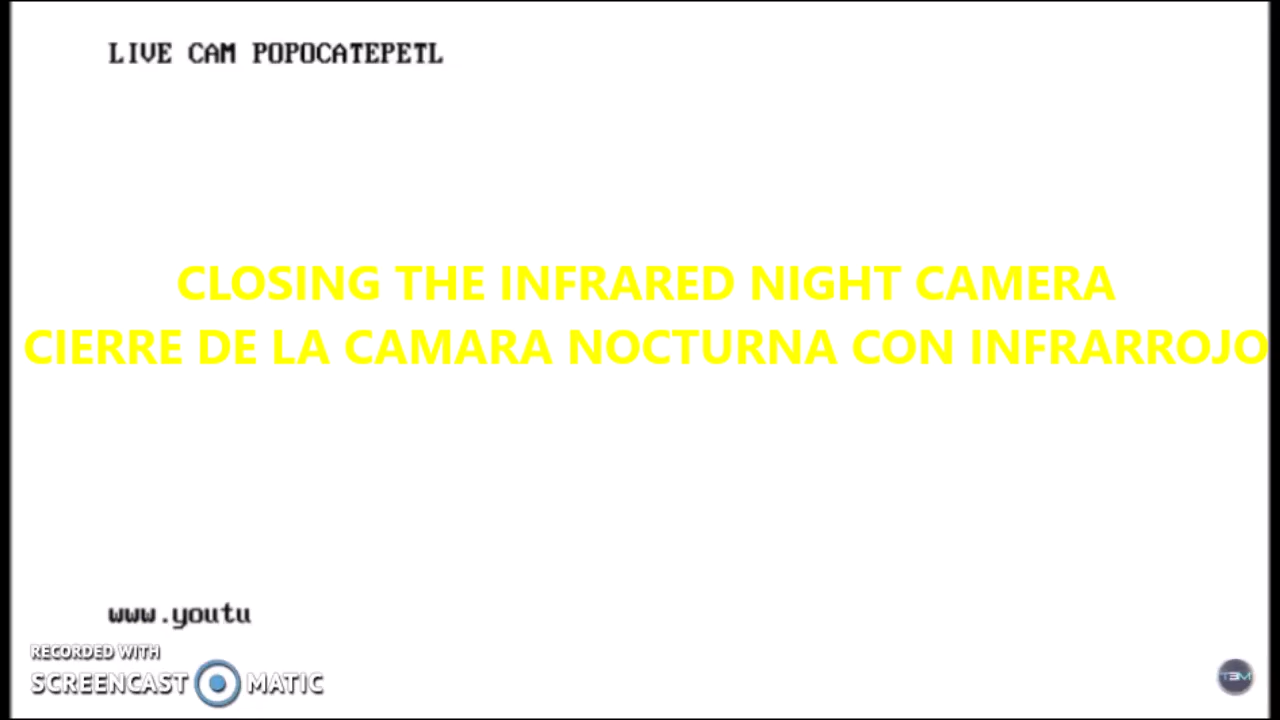 LIVE CAM POPOCATEPETL
CLOSING THE INFRARED NIGHT CAMERA
CIERRE DE LA CAMARA NOCTURNA CON INFRARROJO
www.youtu
RECORDED WITH
SCREENCAST MATIC
T3M